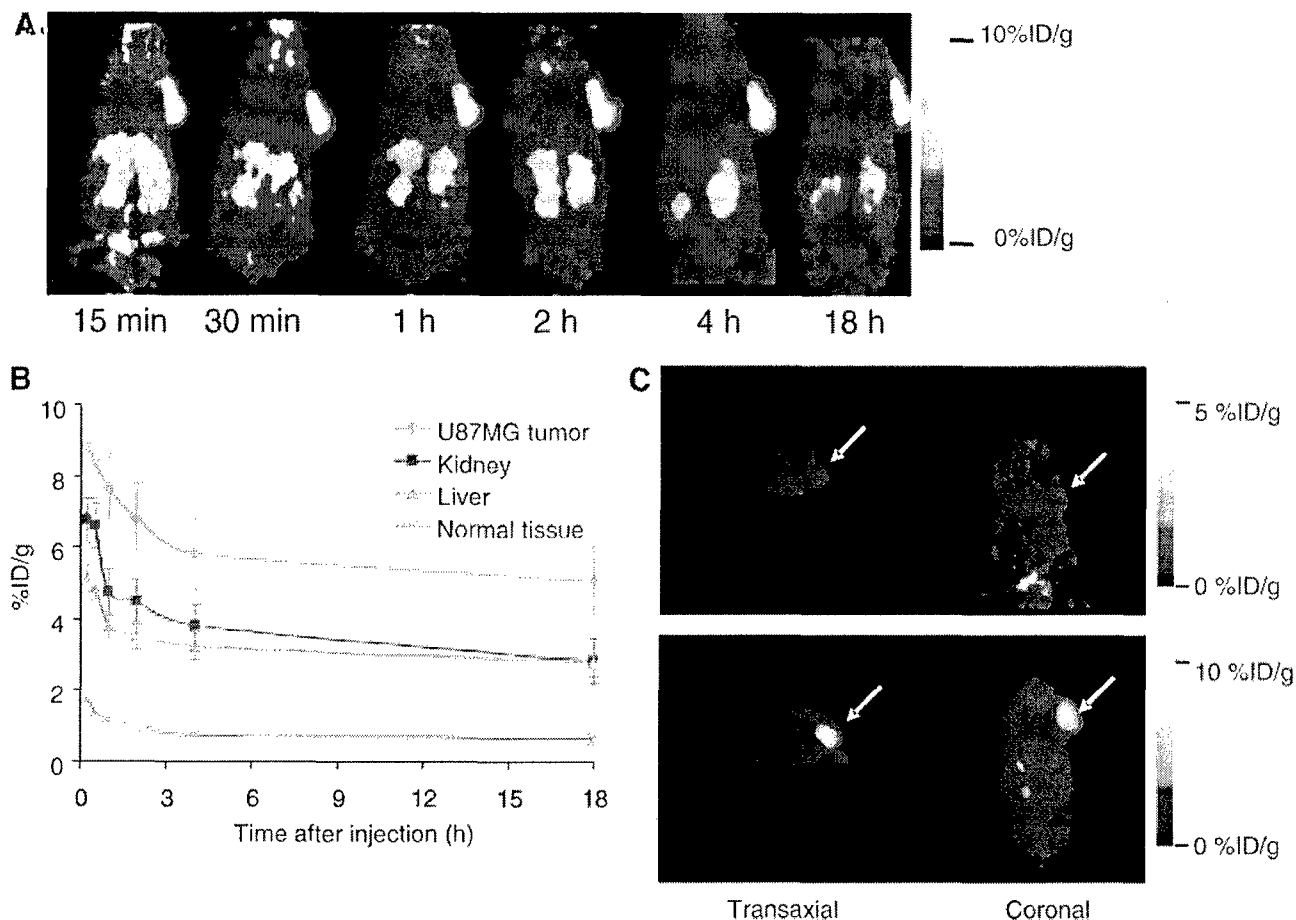 A
10%ID/g
0%ID/g
15 min 30 min 1 h 2 h 4 h 18 h
B
10
8
6
4
2
0
%ID/g
U87MG tumor
Kidney
Liver
Normal tissue
0 3 6 9 12 15 18
Time after injection (h)
C
5 %ID/g
0 %ID/g
10 %ID/g
0 %ID/g
Transaxial Coronal